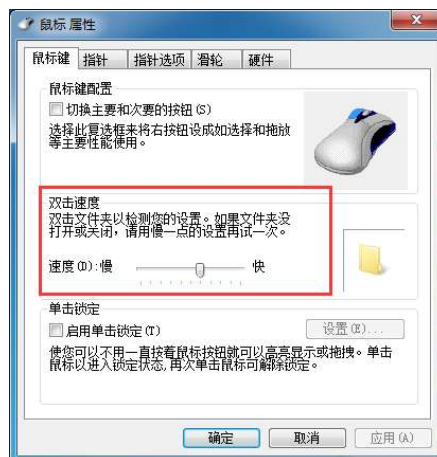 鼠标 属性
鼠标键 指针 指针选项 滑轮 硬件
鼠标键配置
切换主要和次要的按钮(S)
选择此复选框来将右按钮设成如选择和拖放
等主要性能使用。
双击速度
双击文件夹以检测您的设置。如果文件夹没
打开或关闭，请用慢一点的设置再试一次。
速度(D):慢 快
单击锁定
启用单击锁定(T) 设置(E)...
使您可以不用一直按着鼠标按钮就可以高亮显示或拖拽。单击
鼠标以进入锁定状态,再次单击鼠标可解除锁定。
确定 取消 应用(A)